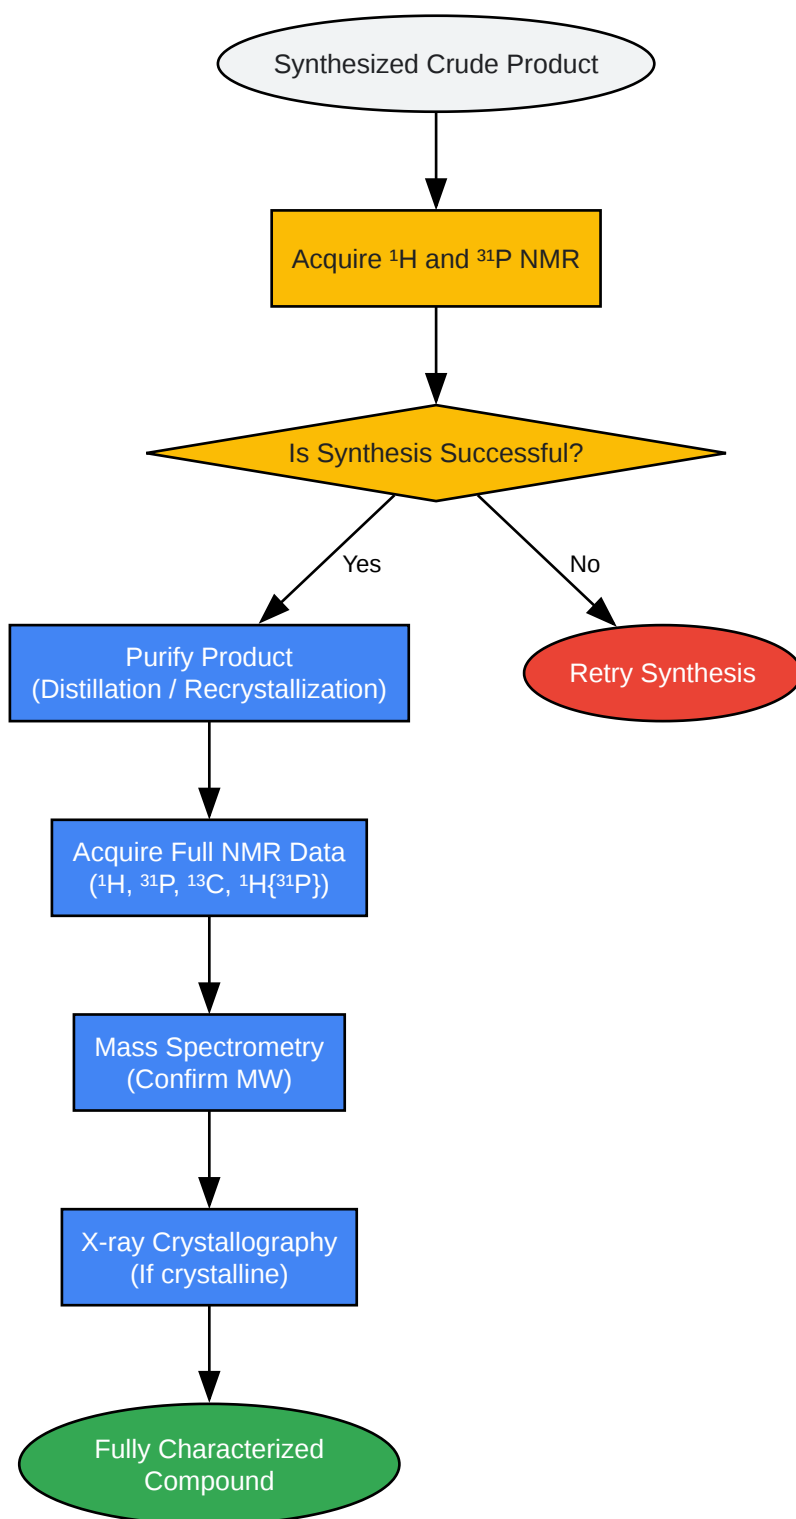 Synthesized Crude Product
Acquire ¹H and ³¹P NMR
Is Synthesis Successful?
Yes
No
Purify Product
(Distillation / Recrystallization)
Retry Synthesis
Acquire Full NMR Data
(¹H, ³¹P, ¹³C, ¹H{³¹P})
Mass Spectrometry
(Confirm MW)
X-ray Crystallography
(If crystalline)
Fully Characterized
Compound